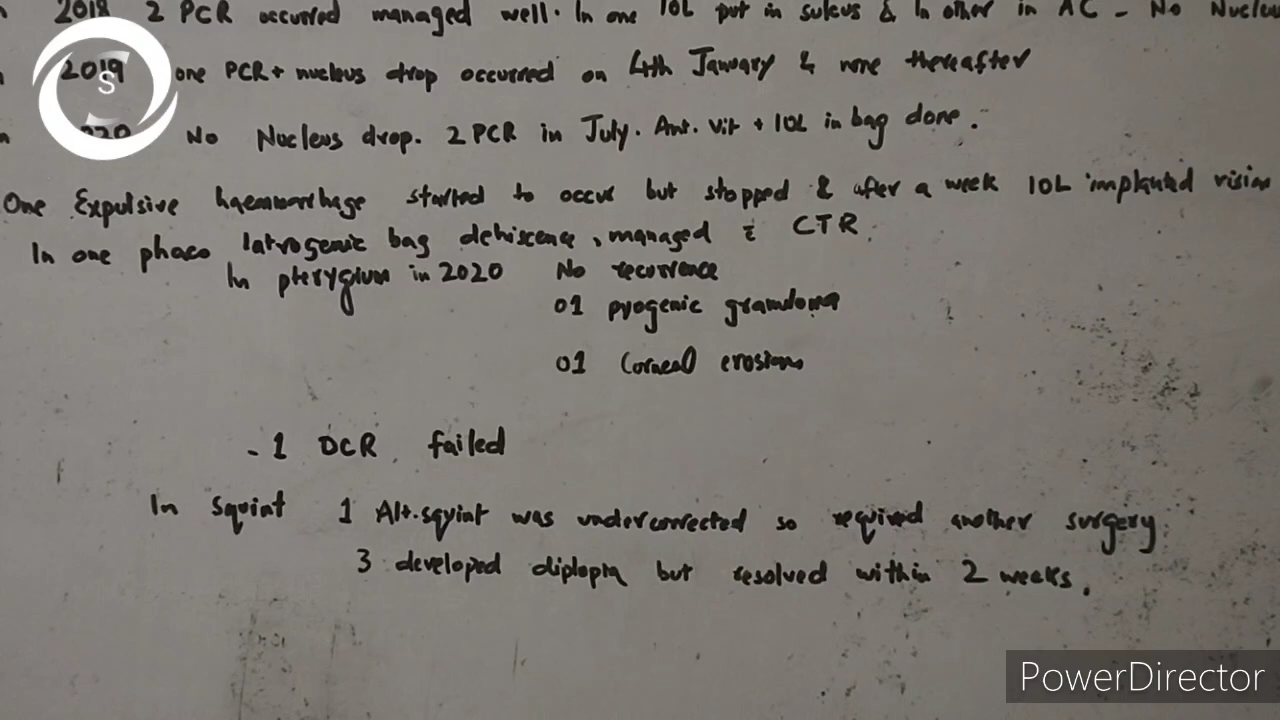 2018 2 PCR occurred managed well. In one IOL put in sulcus & In other in AC - No Nucleus
2019 one PCR + nucleus drop occurred on 4th January & none thereafter
No Nucleus drop. 2 PCR in July. Ant. Vit + IOL in bag done.
One Expulsive haemorrhage started to occur but stopped & after a week IOL implanted vision
In one phaco Iatrogenic bag dehiscence, managed c̄ CTR.
In pterygium in 2020 No recurrence
01 pyogenic granuloma
01 Corneal erosion
- 1 DCR failed
In Squint 1 Alt. squint was undercorrected so required another surgery.
3 developed diplopia but resolved within 2 weeks.
S
PowerDirector